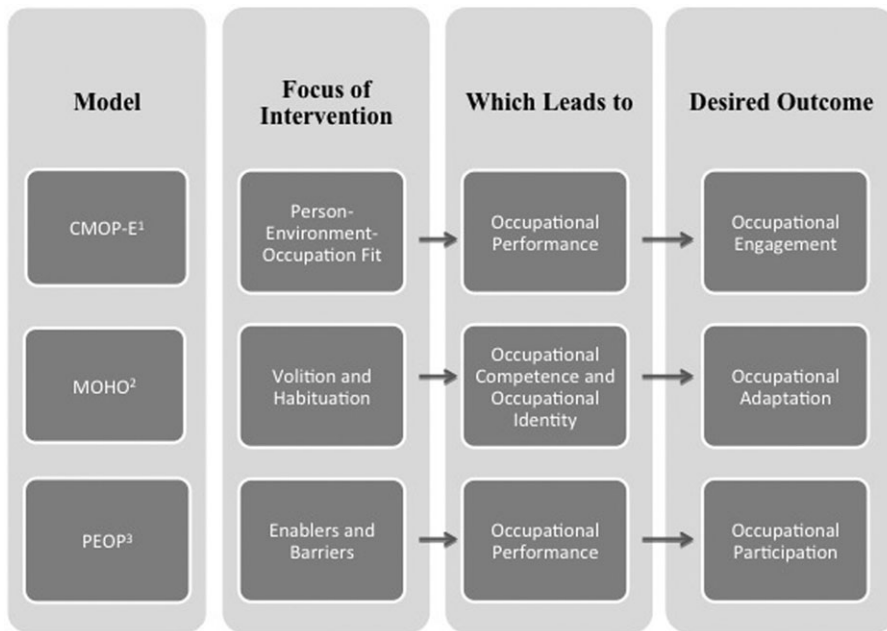 Model
Focus of
Intervention
Which Leads to
Desired Outcome
CMOP-E¹
Person-
Environment-
Occupation Fit
Occupational
Performance
Occupational
Engagement
MOHO²
Volition and
Habituation
Occupational
Competence and
Occupational
Identity
Occupational
Adaptation
PEOP³
Enablers and
Barriers
Occupational
Performance
Occupational
Participation